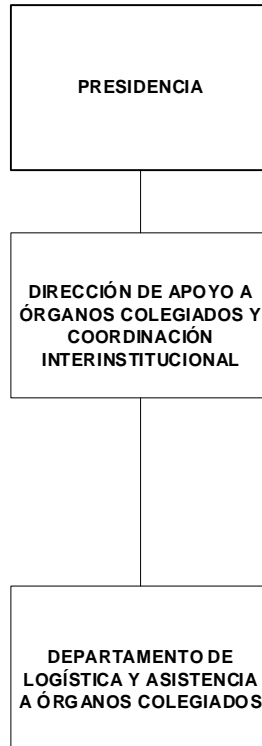 PRESIDENCIA
DIRECCIÓN DE APOYO A
ÓRGANOS COLEGIADOS Y
COORDINACIÓN
INTERINSTITUCIONAL
DEPARTAMENTO DE
LOGÍSTICA Y ASISTENCIA
A ÓRGANOS COLEGIADOS